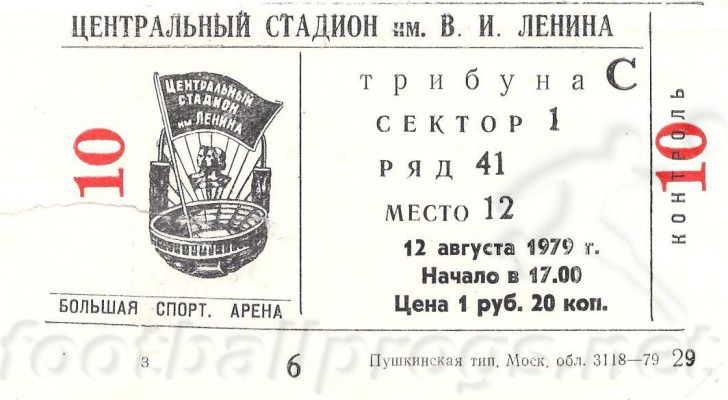 ЦЕНТРАЛЬНЫЙ СТАДИОН им. В. И. ЛЕНИНА
ЦЕНТРАЛЬНЫЙ
СТАДИОН
им ЛЕНИНА
10
БОЛЬШАЯ СПОРТ. АРЕНА
трибуна С
СЕКТОР 1
РЯД 41
МЕСТО 12
12 августа 1979 г.
Начало в 17.00
Цена 1 руб. 20 коп.
КОНТРОЛЬ
10
З
6
Пушкинская тип. Моск. обл. 3118—79 29
footballprogs.net